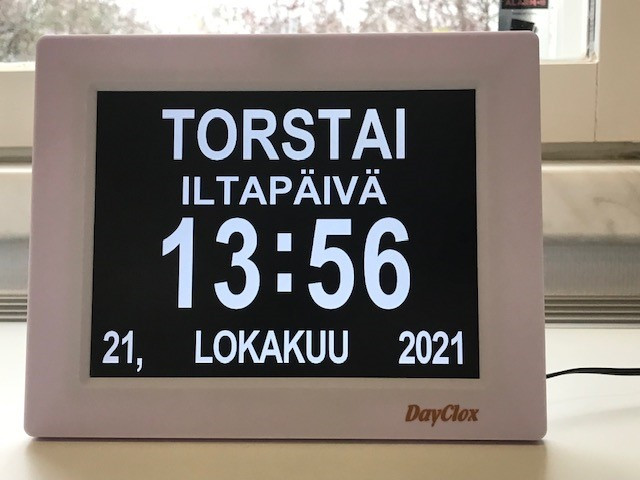 TORSTAI
ILTAPÄIVÄ
13:56
21, LOKAKUU 2021
DayClox